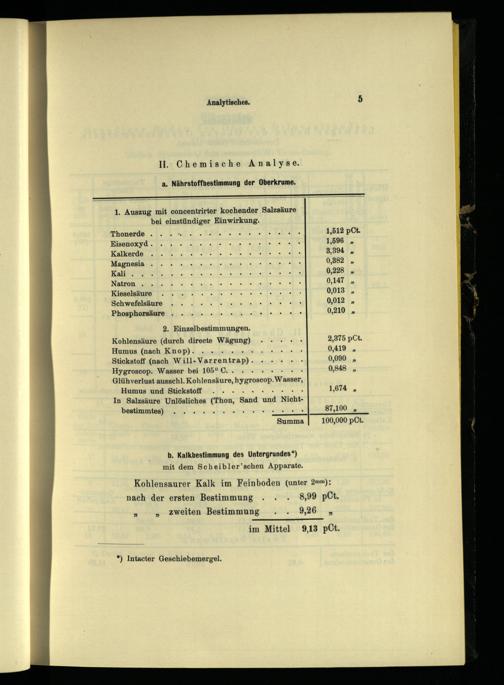 Analytisches. 5
II. Chemische Analyse.
a. Nährstoffbestimmung der Oberkrume.
1. Auszug mit concentrirter kochender Salzsäure
bei einstündiger Einwirkung.
Thonerde . . . . . . . . . . . . . . . . 1,512 pCt.
Eisenoxyd . . . . . . . . . . . . . . . . 1,596 „
Kalkerde . . . . . . . . . . . . . . . . 3,394 „
Magnesia . . . . . . . . . . . . . . . . 0,382 „
Kali . . . . . . . . . . . . . . . . . . 0,228 „
Natron . . . . . . . . . . . . . . . . . 0,147 „
Kieselsäure . . . . . . . . . . . . . . . 0,013 „
Schwefelsäure . . . . . . . . . . . . . . 0,012 „
Phosphorsäure . . . . . . . . . . . . . . 0,210 „
2. Einzelbestimmungen.
Kohlensäure (durch directe Wägung) . . . . . 2,375 pCt.
Humus (nach Knop) . . . . . . . . . . . . 0,419 „
Stickstoff (nach Will-Varrentrap) . . . . . . 0,090 „
Hygroscop. Wasser bei 105° C. . . . . . . . . 0,848 „
Glühverlust ausschl. Kohlensäure, hygroscop. Wasser,
Humus und Stickstoff . . . . . . . . . . 1,674 „
In Salzsäure Unlösliches (Thon, Sand und Nicht-
bestimmtes) . . . . . . . . . . . . . . 87,100 „
Summa 100,000 pCt.
b. Kalkbestimmung des Untergrundes*)
mit dem Scheibler'schen Apparate.
Kohlensaurer Kalk im Feinboden (unter 2mm):
nach der ersten Bestimmung . . . 8,99 pCt.
„ „ zweiten Bestimmung . . 9,26 „
im Mittel 9,13 pCt.
*) Intacter Geschiebemergel.